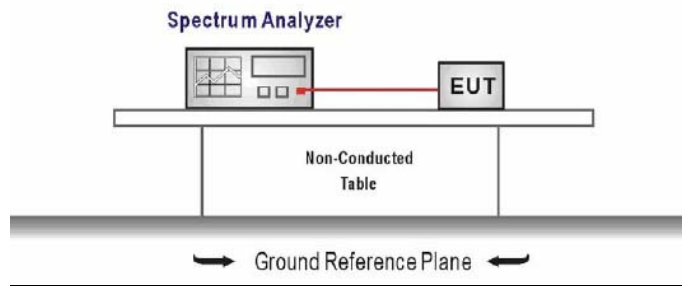 Spectrum Analyzer
EUT
Non-Conducted
Table
Ground Reference Plane